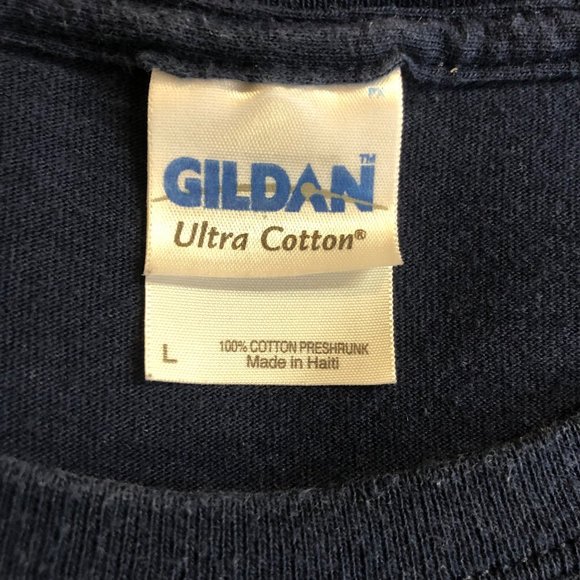 GILDAN™
Ultra Cotton®
L
100% COTTON PRESHRUNK
Made in Haiti